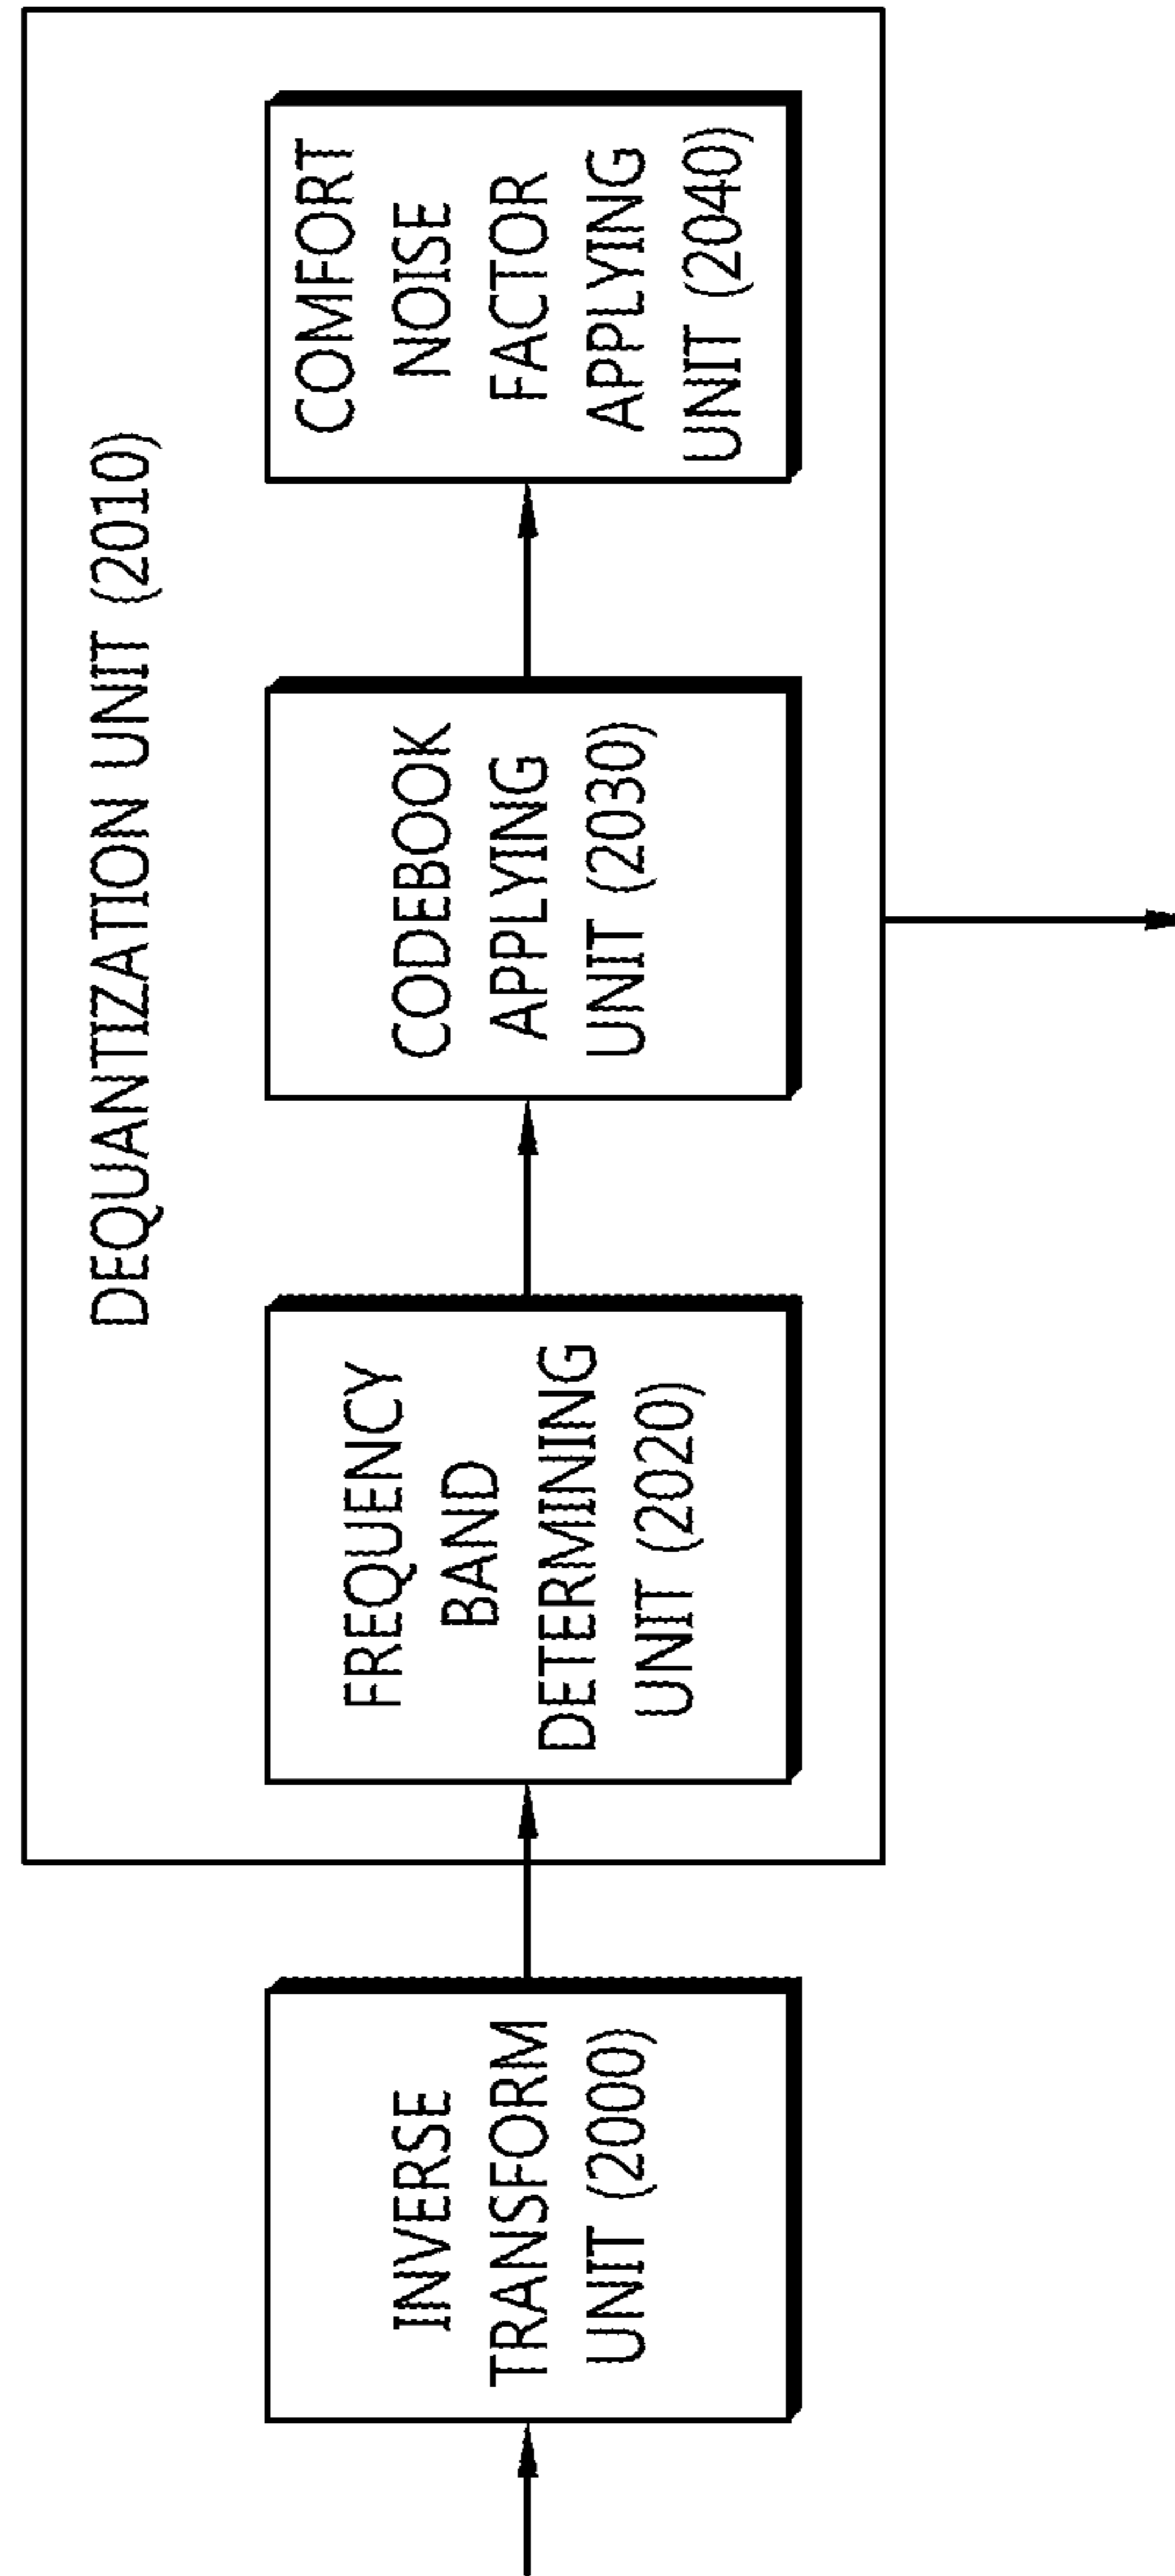 DEQUANTIZATION UNIT (2010)
INVERSE
TRANSFORM
UNIT (2000)
FREQUENCY
BAND
DETERMINING
UNIT (2020)
CODEBOOK
APPLYING
UNIT (2030)
COMFORT
NOISE
FACTOR
APPLYING
UNIT (2040)